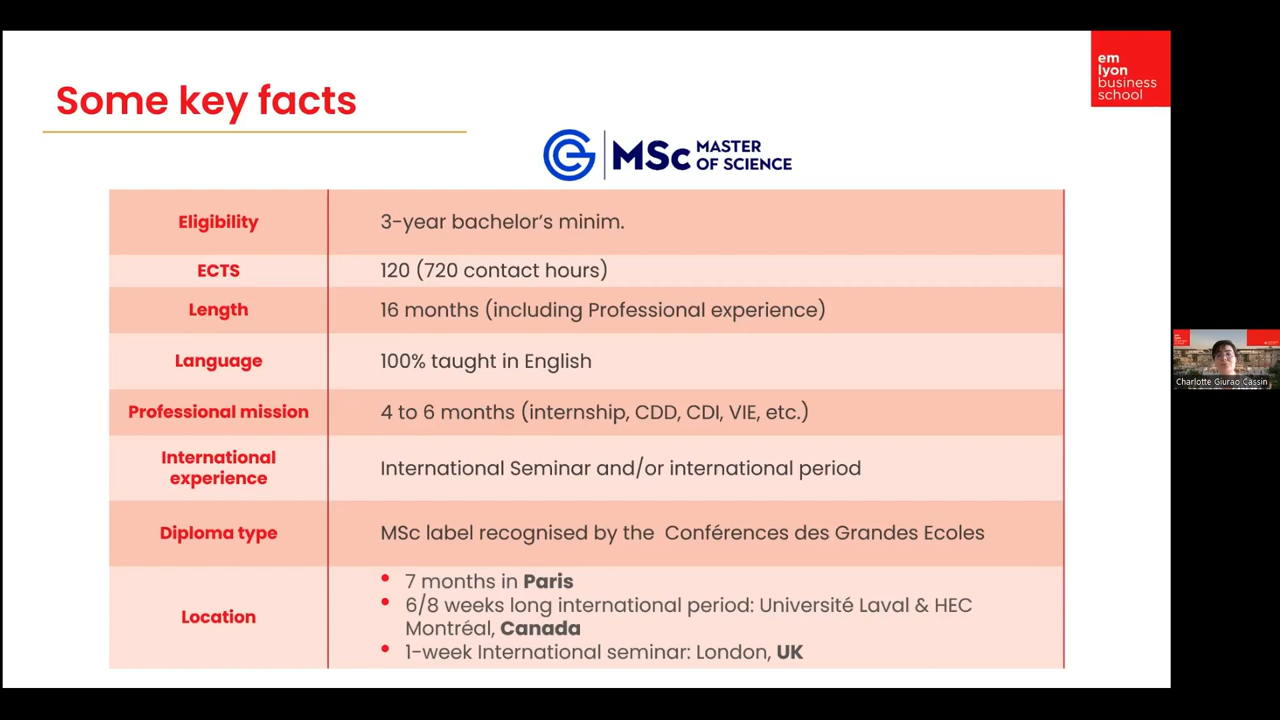 Some key facts
em
lyon
business
school
MSc MASTER
OF SCIENCE
Eligibility
3-year bachelor's minim.
ECTS
120 (720 contact hours)
Length
16 months (including Professional experience)
Language
100% taught in English
Professional mission
4 to 6 months (internship, CDD, CDI, VIE, etc.)
International
experience
International Seminar and/or international period
Diploma type
MSc label recognised by the  Conférences des Grandes Ecoles
Location
• 7 months in Paris
• 6/8 weeks long international period: Université Laval & HEC
Montréal, Canada
• 1-week International seminar: London, UK
Charlotte Giurao Cassin